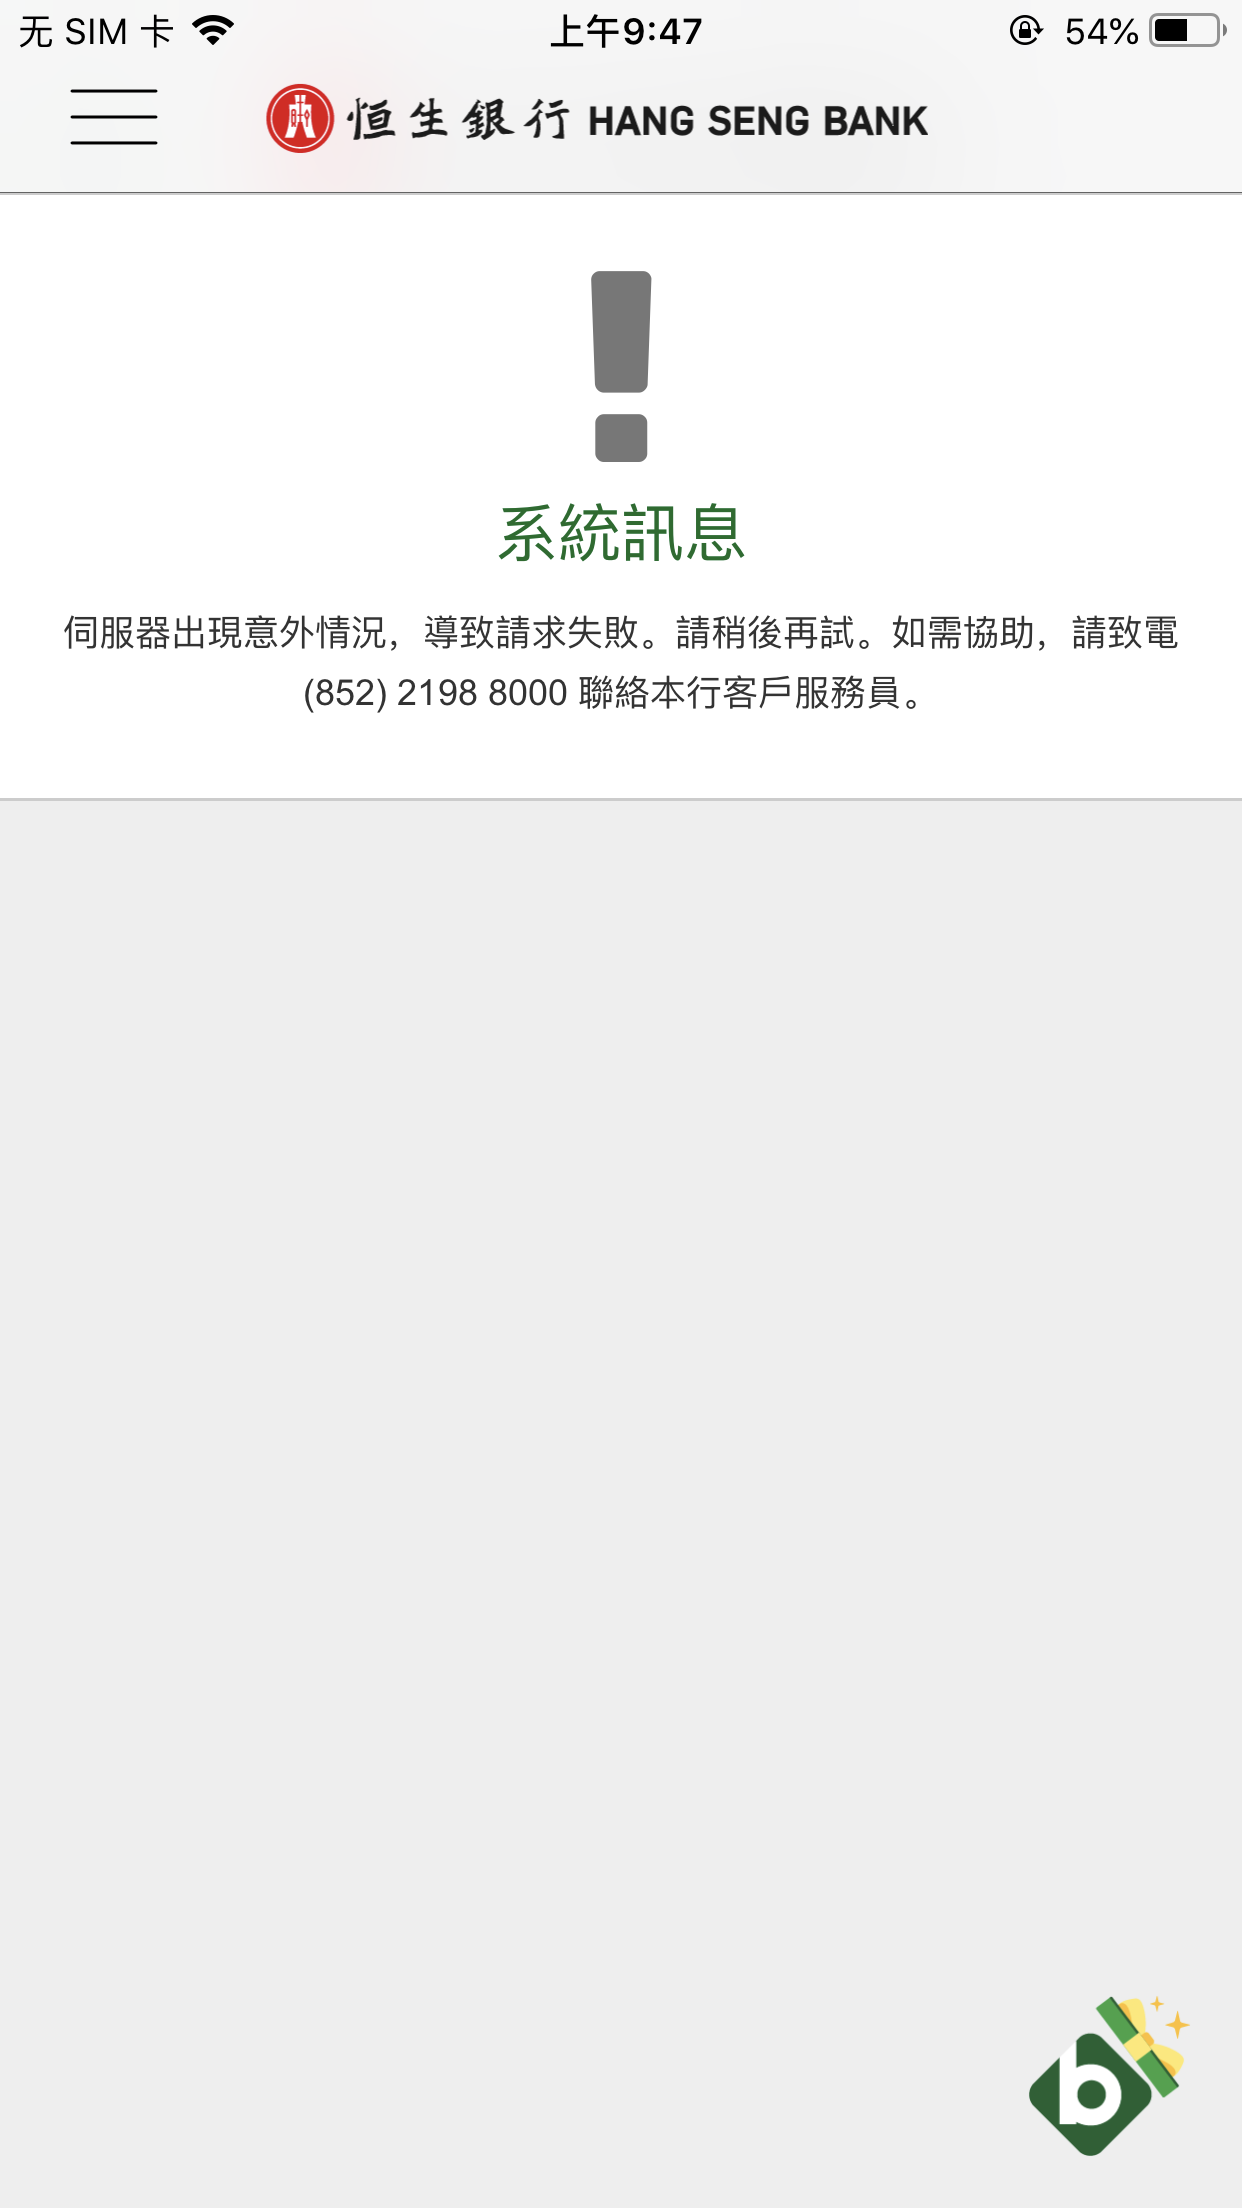 无 SIM 卡
上午9:47
54%
恒生銀行 HANG SENG BANK
系統訊息
伺服器出現意外情況，導致請求失敗。請稍後再試。如需協助，請致電
(852) 2198 8000 聯絡本行客戶服務員。
b